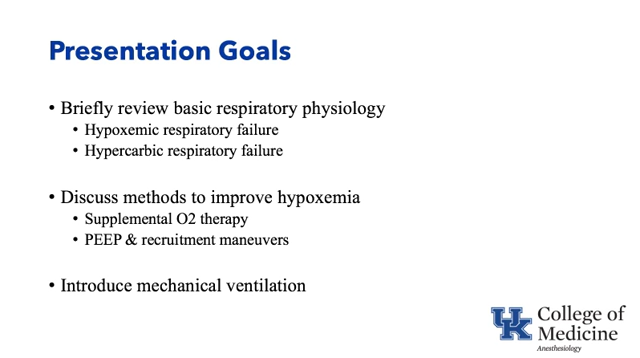 Presentation Goals
• Briefly review basic respiratory physiology
• Hypoxemic respiratory failure
• Hypercarbic respiratory failure
• Discuss methods to improve hypoxemia
• Supplemental O2 therapy
• PEEP & recruitment maneuvers
• Introduce mechanical ventilation
UK College of
Medicine
Anesthesiology